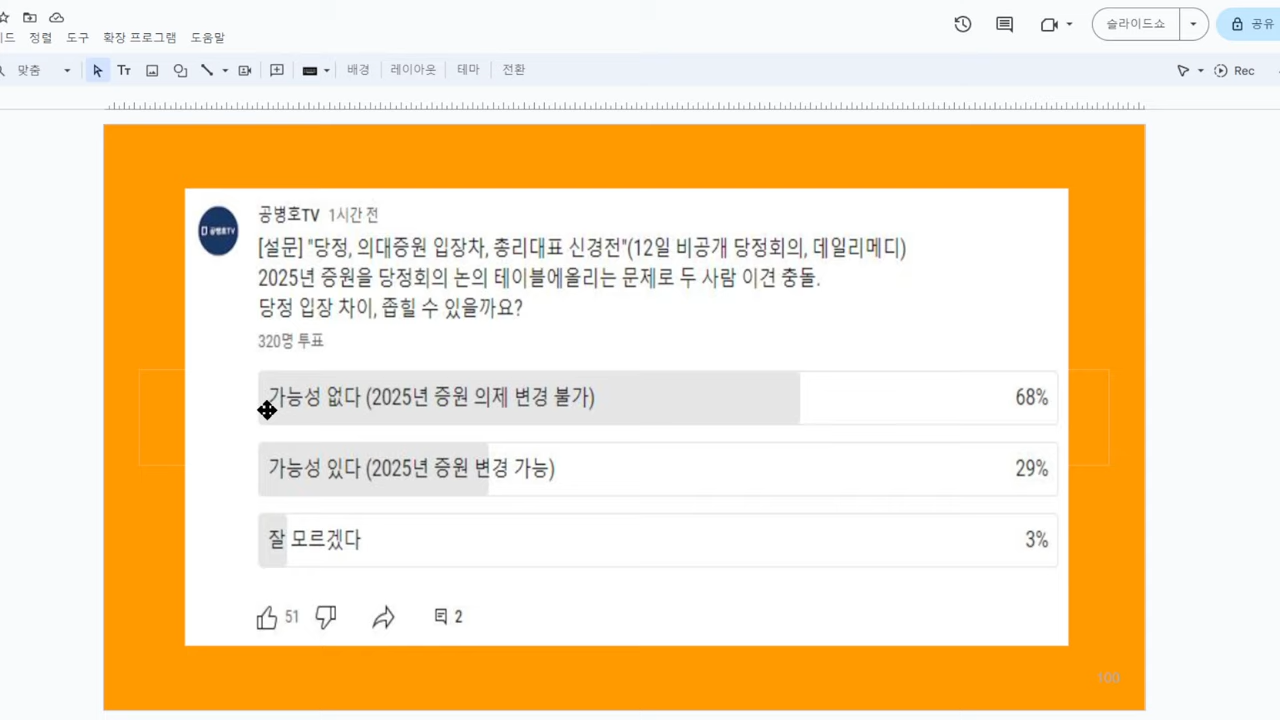 정렬 도구 확장 프로그램 도움말
슬라이드쇼
공유
맞춤
Tт
배경 레이아웃 테마 전환
Rec
공병호TV
공병호TV 1시간 전
[설문] "당정, 의대증원 입장차, 총리대표 신경전"(12일 비공개 당정회의, 데일리메디)
2025년 증원을 당정회의 논의 테이블에올리는 문제로 두 사람 이견 충돌.
당정 입장 차이, 좁힐 수 있을까요?
320명 투표
가능성 없다 (2025년 증원 의제 변경 불가) 68%
가능성 있다 (2025년 증원 변경 가능) 29%
잘 모르겠다 3%
51
2
100